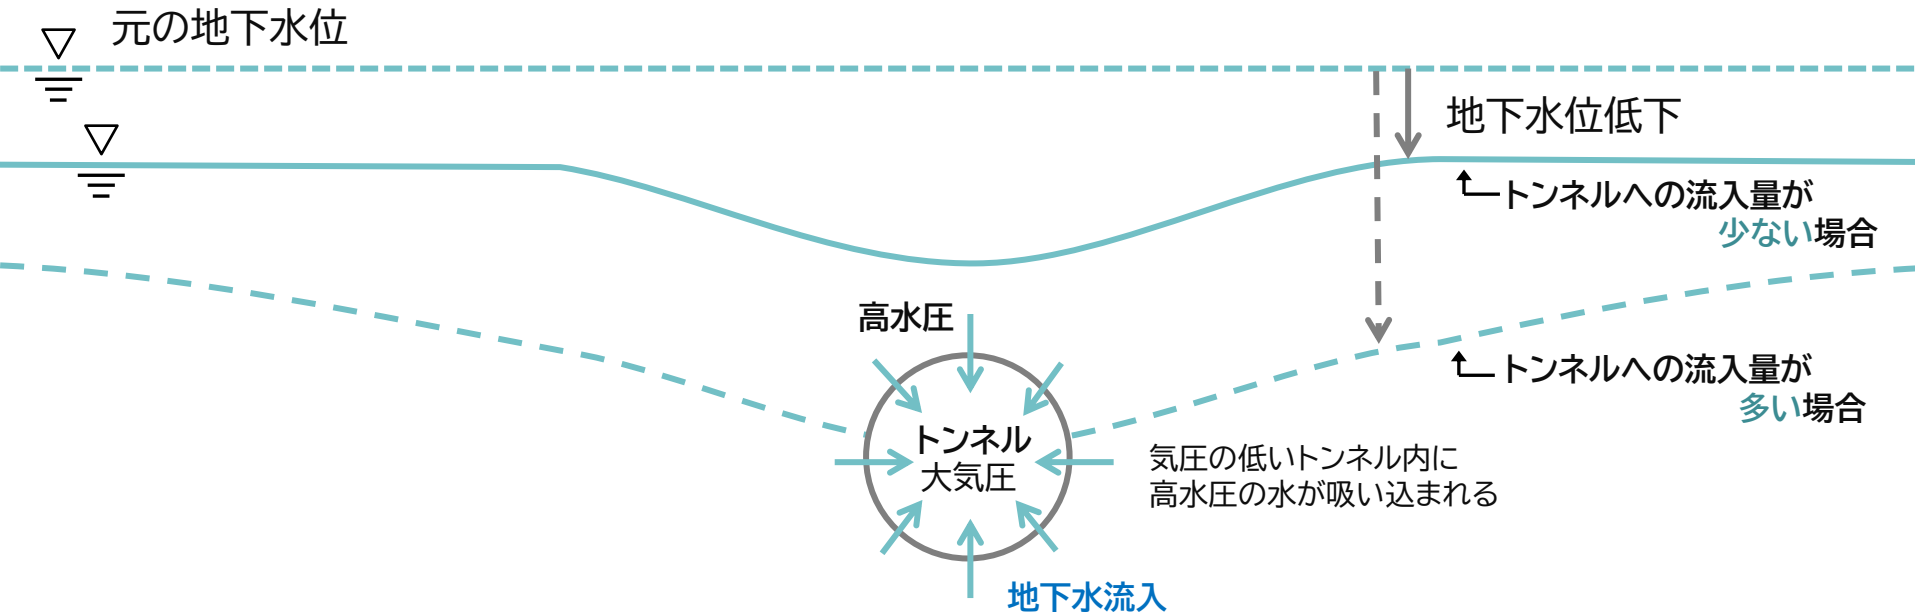 元の地下水位
地下水位低下
トンネルへの流入量が
少ない場合
高水圧
トンネルへの流入量が
多い場合
トンネル
大気圧
気圧の低いトンネル内に
高水圧の水が吸い込まれる
地下水流入